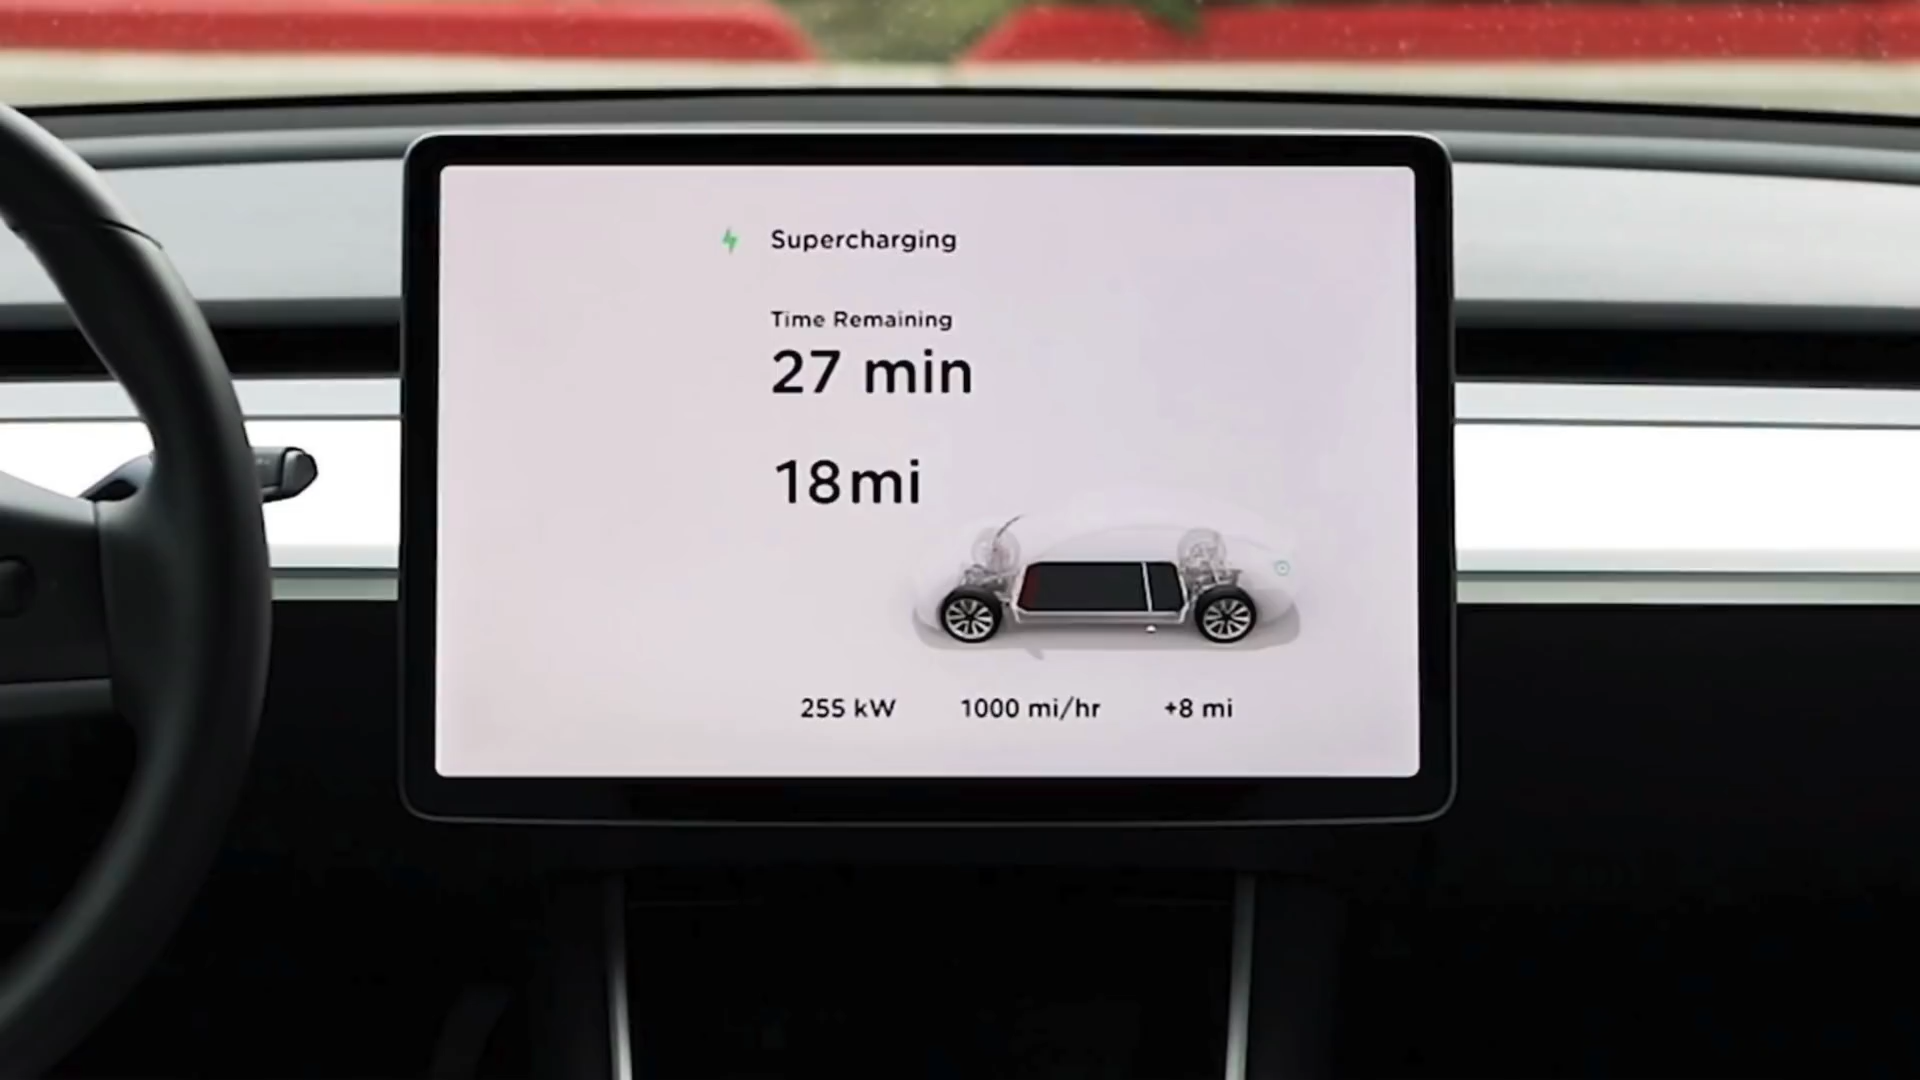 Supercharging
Time Remaining
27 min
18 mi
255 kW
1000 mi/hr
+8 mi